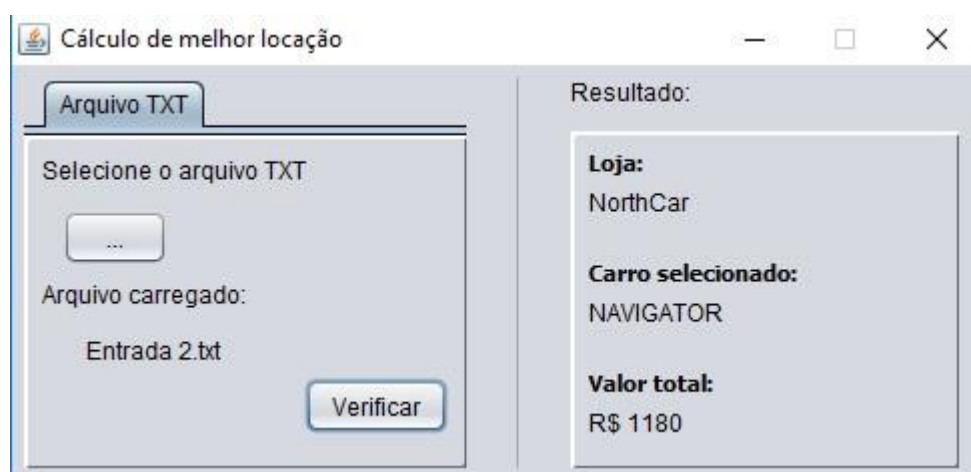 Cálculo de melhor locação
Arquivo TXT
Selecione o arquivo TXT
...
Arquivo carregado:
Entrada 2.txt
Verificar
Resultado:
Loja:
NorthCar
Carro selecionado:
NAVIGATOR
Valor total:
R$ 1180